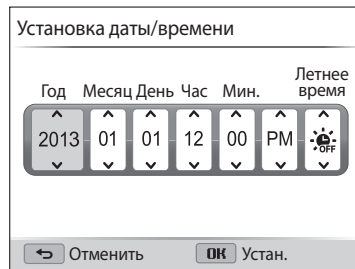 Установка даты/времени
Летнее
Год Месяц День Час Мин. время
2013 01 01 12 00 PM OFF
Отменить OK Устан.